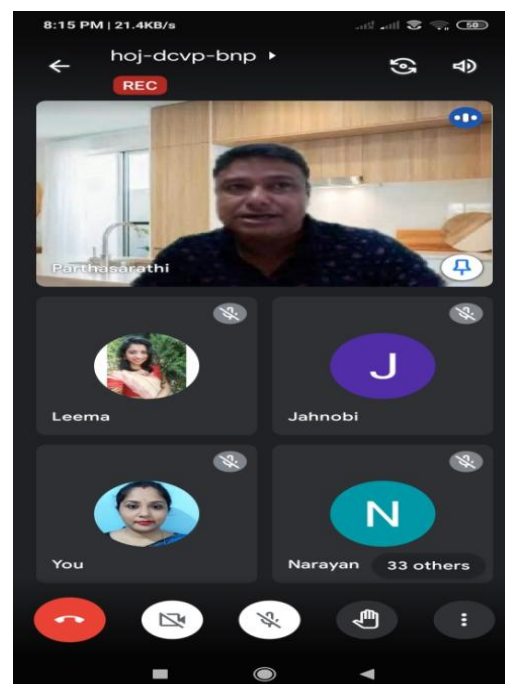 8:15 PM | 21.4KB/s 58
hoj-dcvp-bnp
REC
Parthasarathi
Leema
Jahnobi
J
You
Narayan
N
33 others